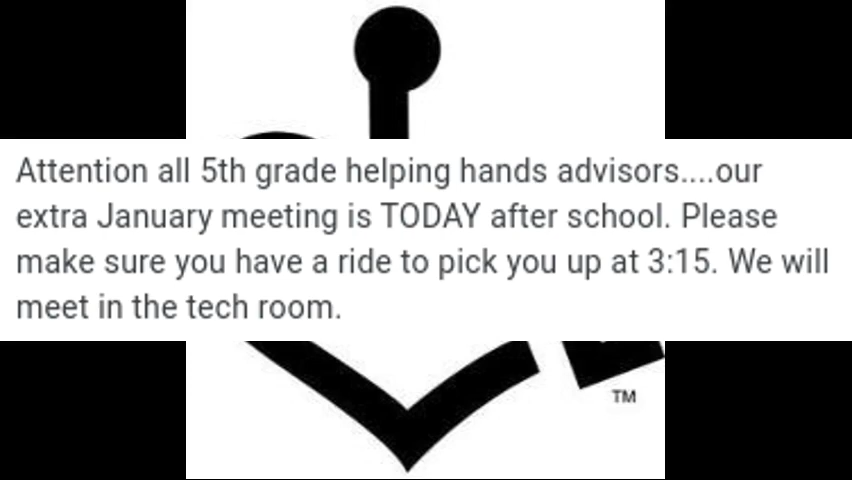 Attention all 5th grade helping hands advisors....our
extra January meeting is TODAY after school. Please
make sure you have a ride to pick you up at 3:15. We will
meet in the tech room.
TM